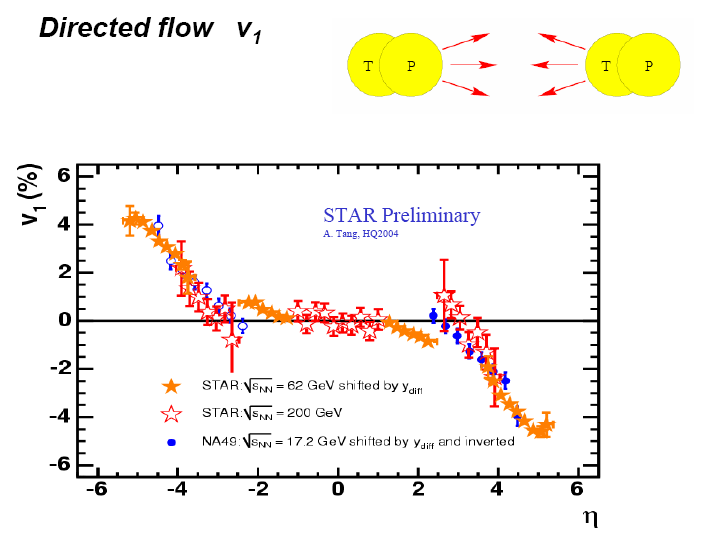 Directed flow v1
T P T P
v1 (%)
6
4
2
0
-2
-4
-6
STAR Preliminary
A. Tang, HQ2004
STAR: √sNN = 62 GeV shifted by ydiff
STAR: √sNN = 200 GeV
NA49: √sNN = 17.2 GeV shifted by ydiff and inverted
-6 -4 -2 0 2 4 6
η